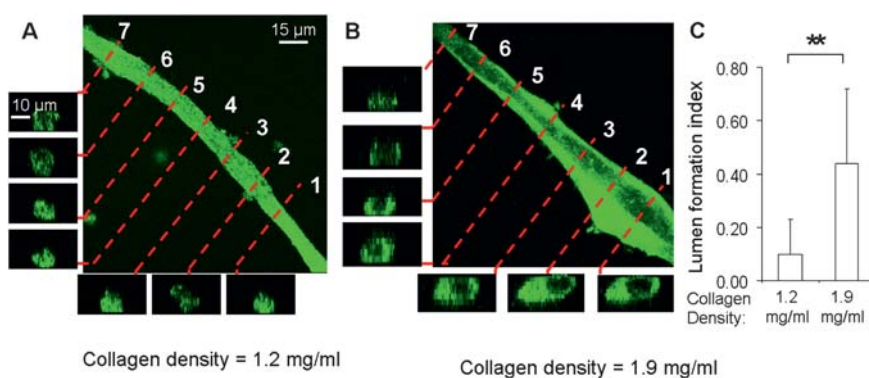 A
15 µm
7
6
5
4
3
2
1
10 µm
Collagen density = 1.2 mg/ml
B
7
6
5
4
3
2
1
Collagen density = 1.9 mg/ml
C
**
Lumen formation index
0.80
0.60
0.40
0.20
0.00
Collagen 1.2 1.9
Density: mg/ml mg/ml